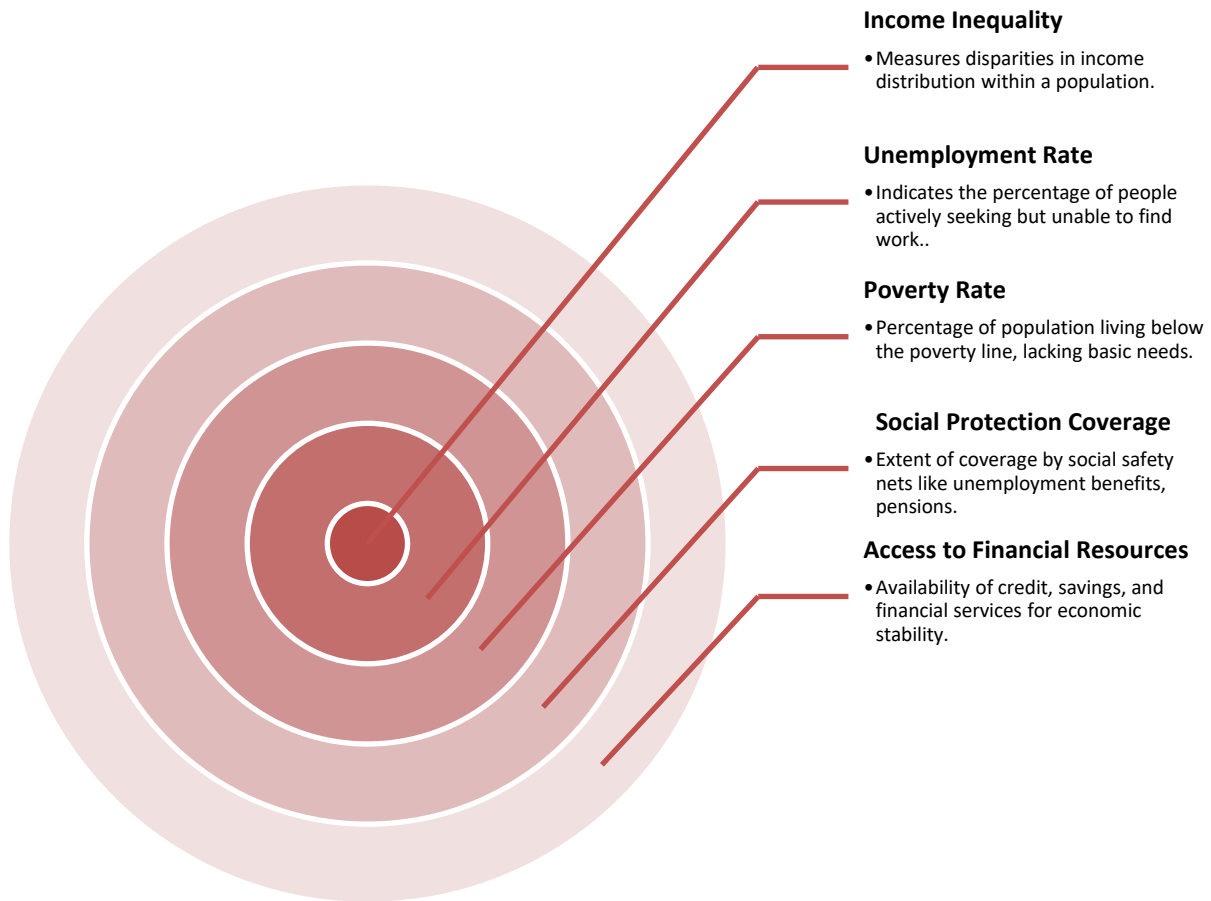 Income Inequality
•Measures disparities in income
distribution within a population.
Unemployment Rate
•Indicates the percentage of people
actively seeking but unable to find
work..
Poverty Rate
•Percentage of population living below
the poverty line, lacking basic needs.
Social Protection Coverage
•Extent of coverage by social safety
nets like unemployment benefits,
pensions.
Access to Financial Resources
•Availability of credit, savings, and
financial services for economic
stability.